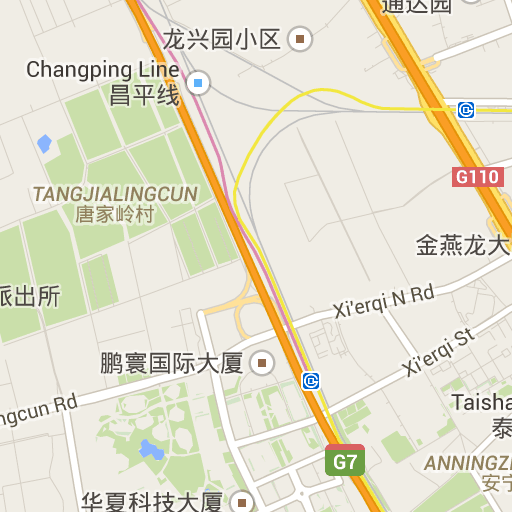 通达园
龙兴园小区
Changping Line
昌平线
G110
TANGJIALINGCUN
唐家岭村
金燕龙大
派出所
Xi'erqi N Rd
鹏寰国际大厦
Xi'erqi St
ngcun Rd
Taisha
泰
G7
ANNINGZ
安宁
华夏科技大厦